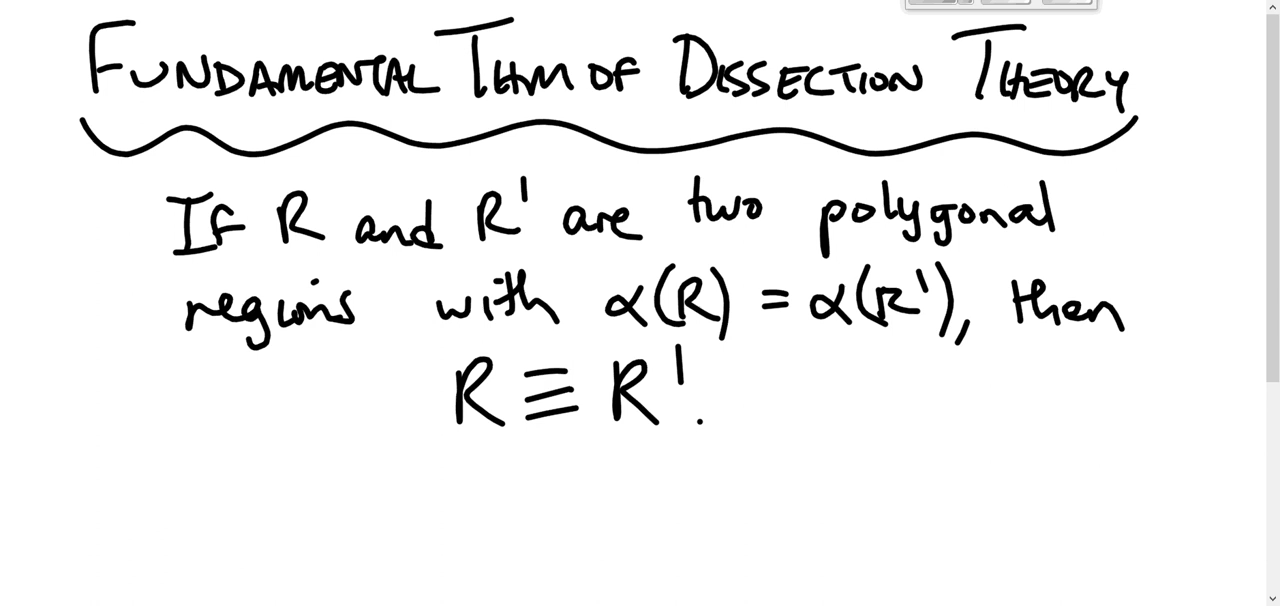 FUNDAMENTAL THM OF DISSECTION THEORY
If R and R' are two polygonal
regions with α(R) = α(R'), then
R ≡ R'.